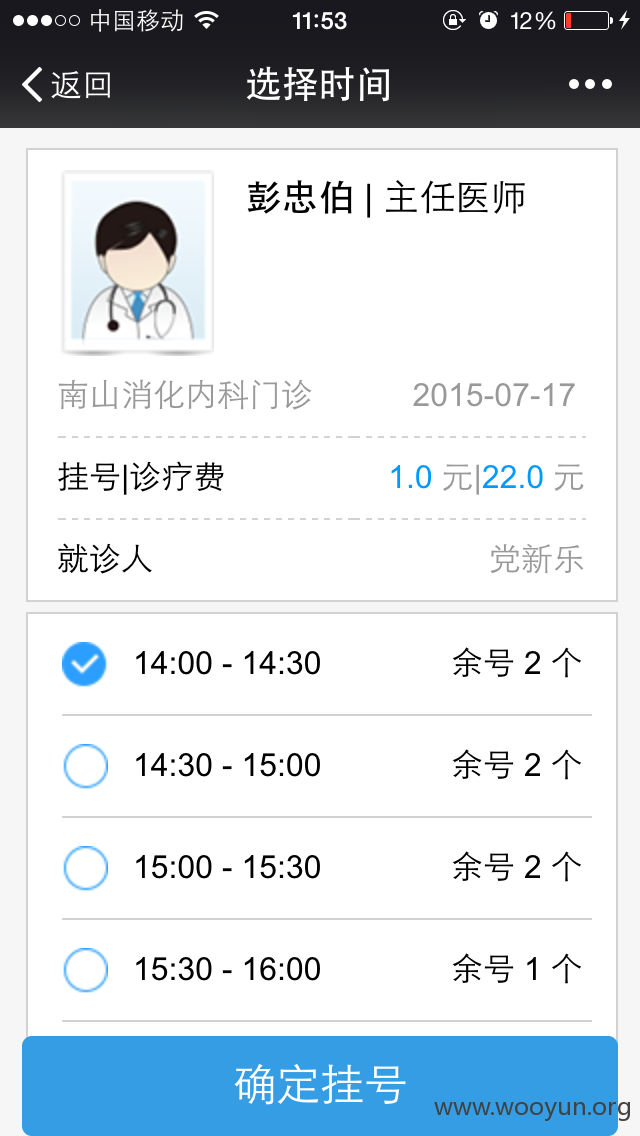 中国移动 11:53 12%
返回 选择时间
彭忠伯 | 主任医师
南山消化内科门诊 2015-07-17
挂号|诊疗费 1.0 元|22.0 元
就诊人 党新乐
14:00 - 14:30 余号 2 个
14:30 - 15:00 余号 2 个
15:00 - 15:30 余号 2 个
15:30 - 16:00 余号 1 个
确定挂号
www.wooyun.org